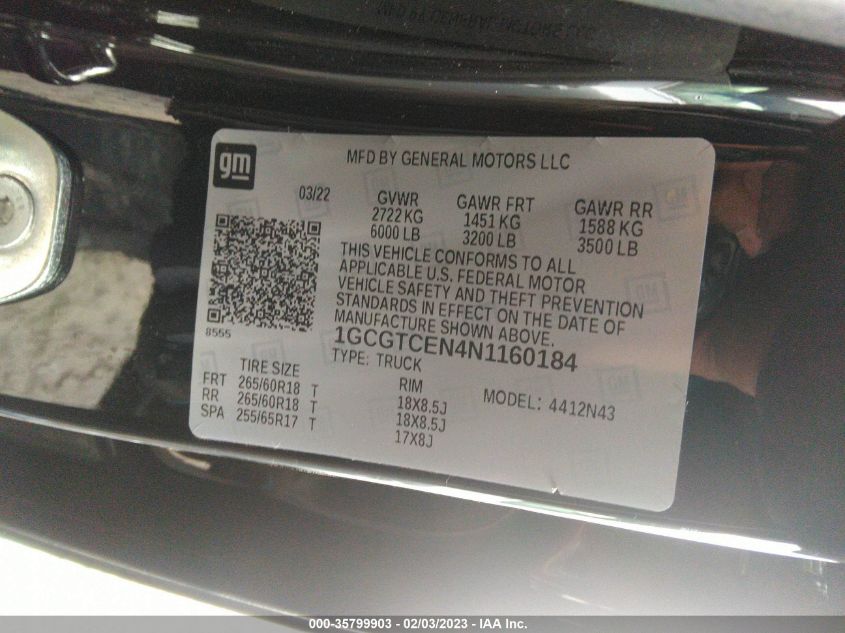 gm
MFD BY GENERAL MOTORS LLC
03/22
GVWR GAWR FRT GAWR RR
2722 KG 1451 KG 1588 KG
6000 LB 3200 LB 3500 LB
THIS VEHICLE CONFORMS TO ALL
APPLICABLE U.S. FEDERAL MOTOR
VEHICLE SAFETY AND THEFT PREVENTION
STANDARDS IN EFFECT ON THE DATE OF
MANUFACTURE SHOWN ABOVE.
8555
1GCGTCEN4N1160184
TYPE: TRUCK
TIRE SIZE RIM MODEL: 4412N43
FRT 265/60R18 T 18X8.5J
RR 265/60R18 T 18X8.5J
SPA 255/65R17 T 17X8J
000-35799903 - 02/03/2023 - IAA Inc.